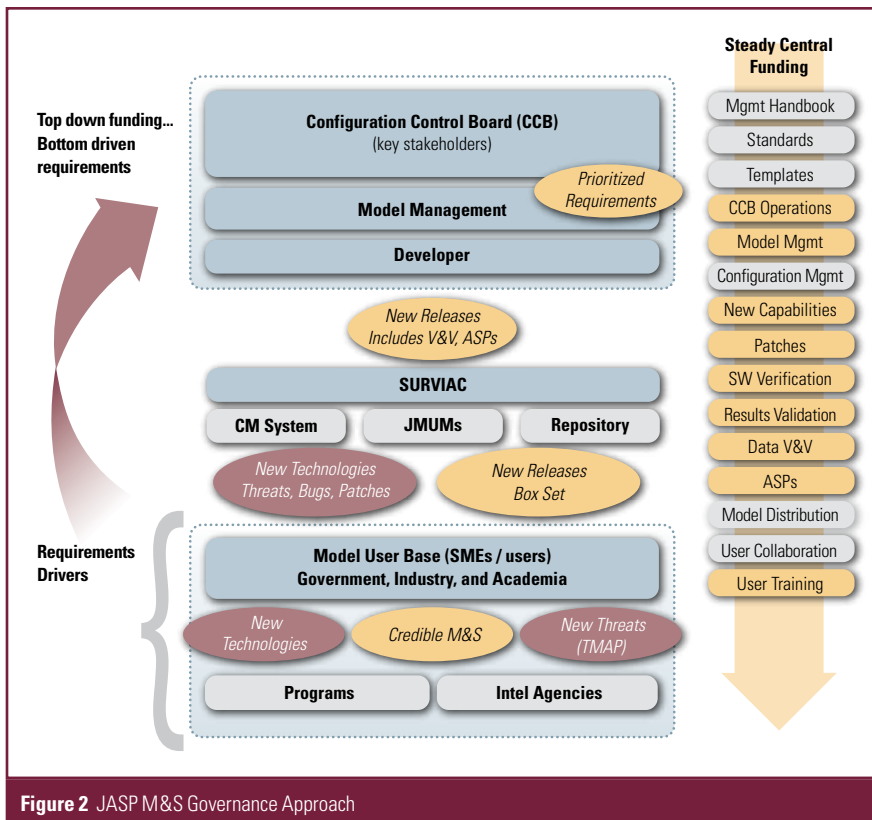 Top down funding...
Bottom driven
requirements
Configuration Control Board (CCB)
(key stakeholders)
Prioritized
Requirements
Model Management
Developer
New Releases
Includes V&V, ASPs
SURVIAC
CM System
JMUMs
Repository
New Technologies
Threats, Bugs, Patches
New Releases
Box Set
Requirements
Drivers
Model User Base (SMEs / users)
Government, Industry, and Academia
New
Technologies
Credible M&S
New Threats
(TMAP)
Programs
Intel Agencies
Steady Central
Funding
Mgmt Handbook
Standards
Templates
CCB Operations
Model Mgmt
Configuration Mgmt
New Capabilities
Patches
SW Verification
Results Validation
Data V&V
ASPs
Model Distribution
User Collaboration
User Training
Figure 2 JASP M&S Governance Approach